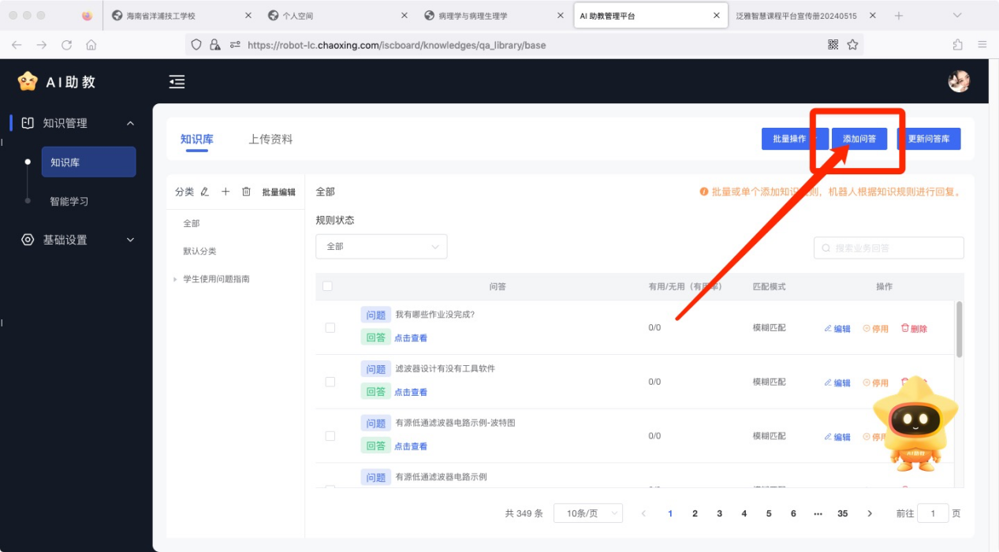 海南省洋浦技工学校
个人空间
病理学与病理生理学
AI 助教管理平台
泛雅智慧课程平台宣传册20240515
https://robot-lc.chaoxing.com/iscboard/knowledges/qa_library/base
AI助教
知识管理
知识库
智能学习
基础设置
知识库
上传资料
批量操作
添加问答
更新问答库
分类
批量编辑
全部
默认分类
学生使用问题指南
全部
批量或单个添加知识规则，机器人根据知识规则进行回复。
规则状态
全部
搜索业务回答
问答 有用/无用（有用率） 匹配模式 操作
问题 我有哪些作业没完成?
回答 点击查看
0/0 模糊匹配 编辑 停用 删除
问题 滤波器设计有没有工具软件
回答 点击查看
0/0 模糊匹配 编辑 停用
问题 有源低通滤波器电路示例-波特图
回答 点击查看
0/0 模糊匹配 编辑 停用
问题 有源低通滤波器电路示例
AI助教
共 349 条 10条/页 1 2 3 4 5 6 ··· 35 前往 1 页